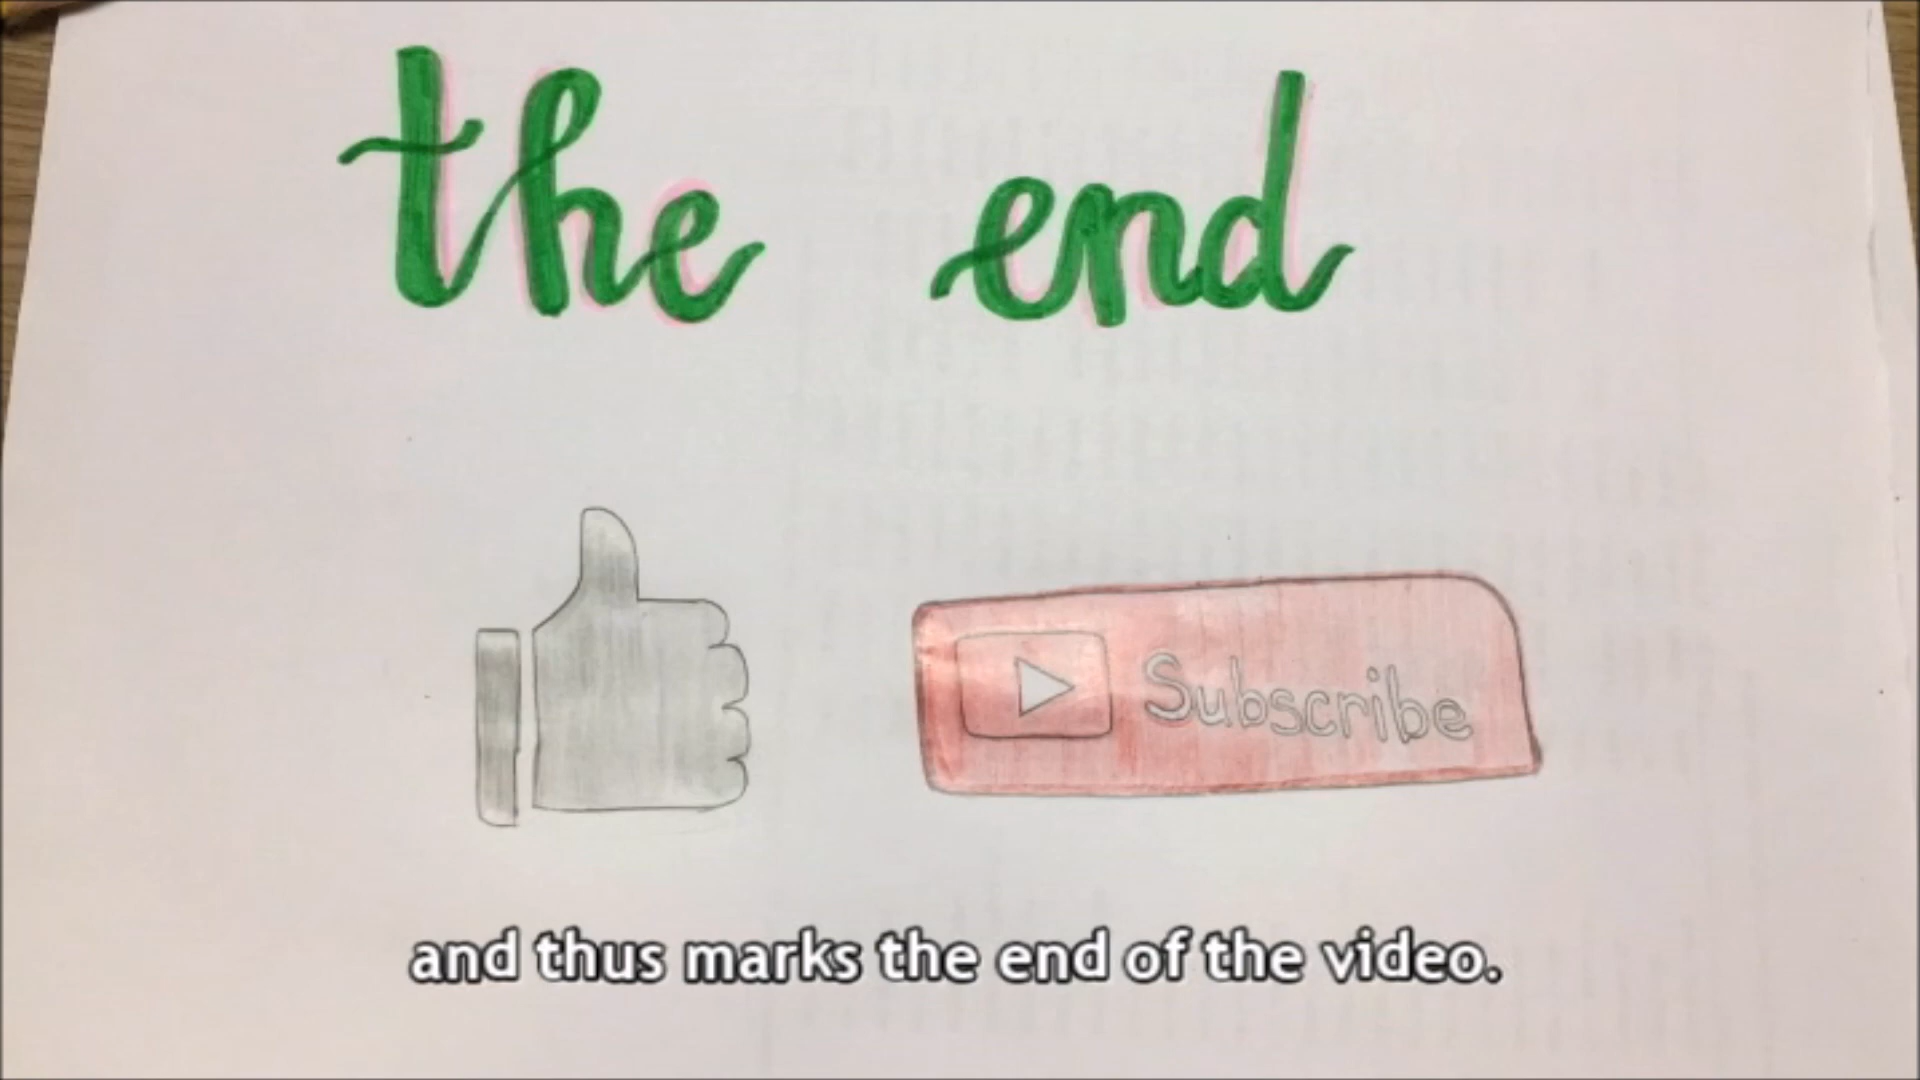 the end
Subscribe
and thus marks the end of the video.